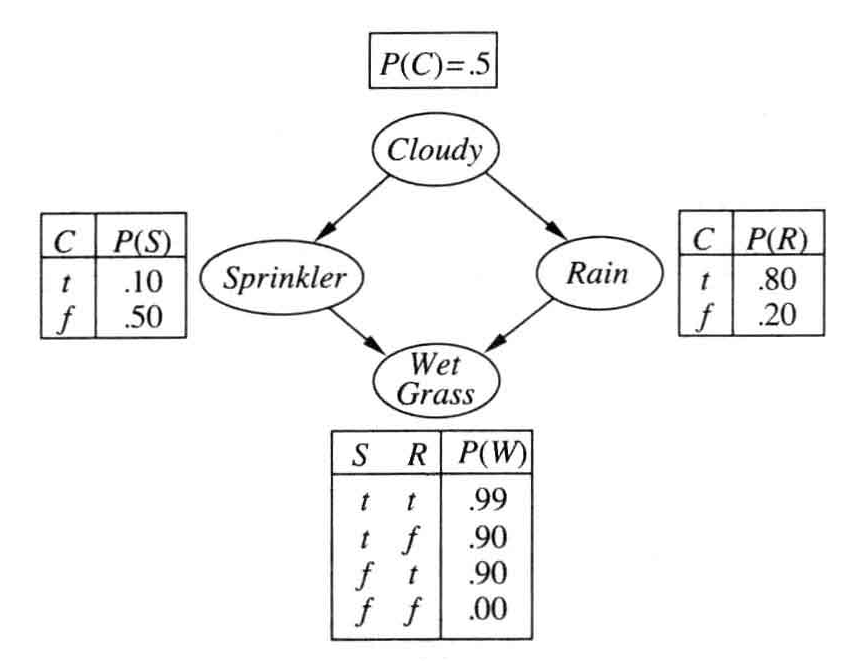 P(C)=.5
Cloudy
C P(S)
t .10
f .50
Sprinkler
Rain
C P(R)
t .80
f .20
Wet
Grass
S R P(W)
t t .99
t f .90
f t .90
f f .00